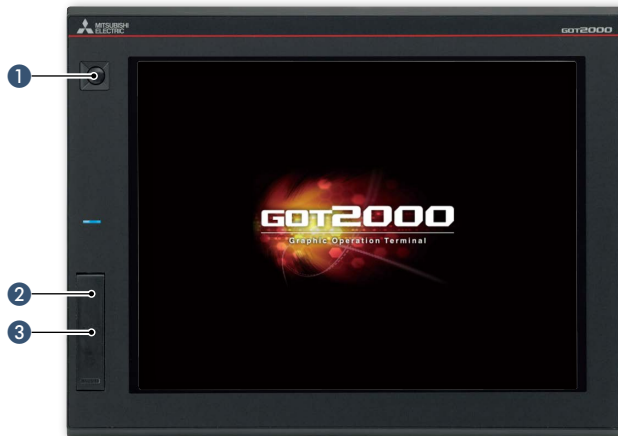 MITSUBISHI
ELECTRIC
GOT2000
1
GOT2000
Graphic Operation Terminal
2
3